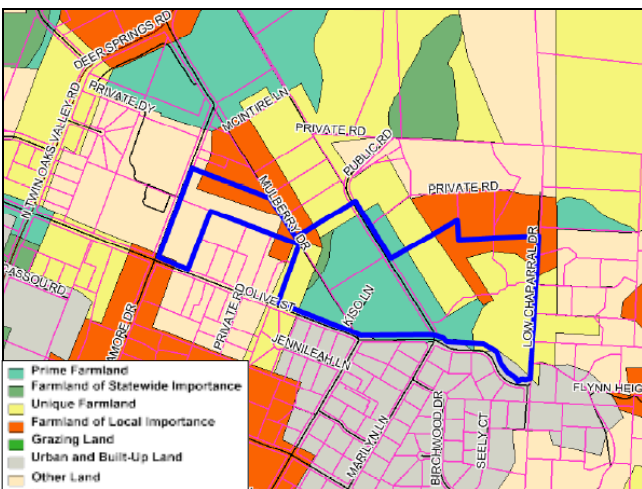 DEER SPRINGS RD
PRIVATE DY
MCINTIRE LN
PRIVATE RD
PUBLIC RD
N TWIN OAKS VALLEY RD
MULBERRY DR
PRIVATE RD
LOW CHAPARRAL DR
CASSOU RD
OLIVE ST
PRIVATE
KISO LN
AMORE DR
JENNILEAH LN
FLYNN HEIG
MARILYN LN
BIRCHWOOD DR
SEELY CT
Prime Farmland
Farmland of Statewide Importance
Unique Farmland
Farmland of Local Importance
Grazing Land
Urban and Built-Up Land
Other Land